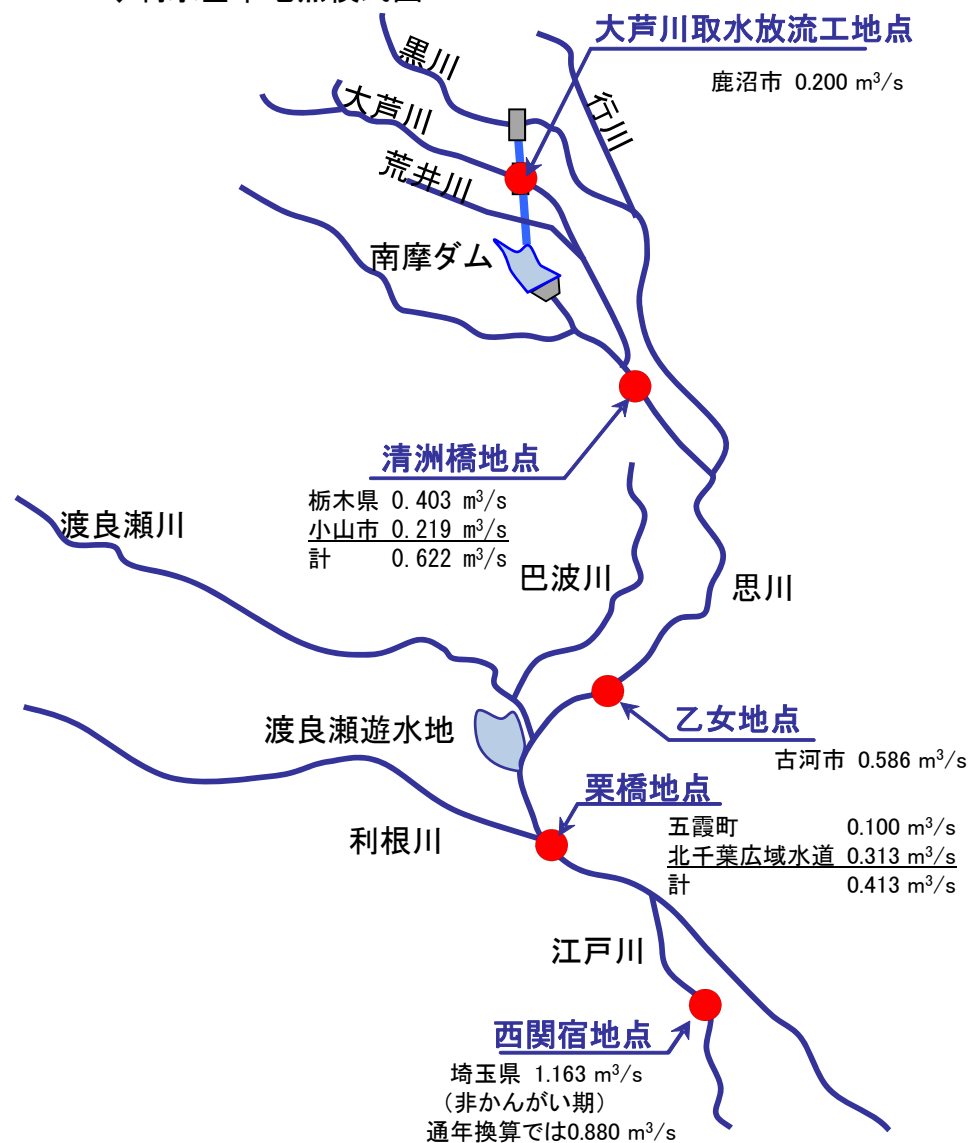 大芦川取水放流工地点
鹿沼市 0.200 m³/s
黒川
大芦川
荒井川
行川
南摩ダム
清洲橋地点
栃木県 0.403 m³/s
小山市 0.219 m³/s
計 0.622 m³/s
渡良瀬川
巴波川
思川
渡良瀬遊水地
乙女地点
古河市 0.586 m³/s
栗橋地点
五霞町 0.100 m³/s
北千葉広域水道 0.313 m³/s
計 0.413 m³/s
利根川
江戸川
西関宿地点
埼玉県 1.163 m³/s
(非かんがい期)
通年換算では0.880 m³/s